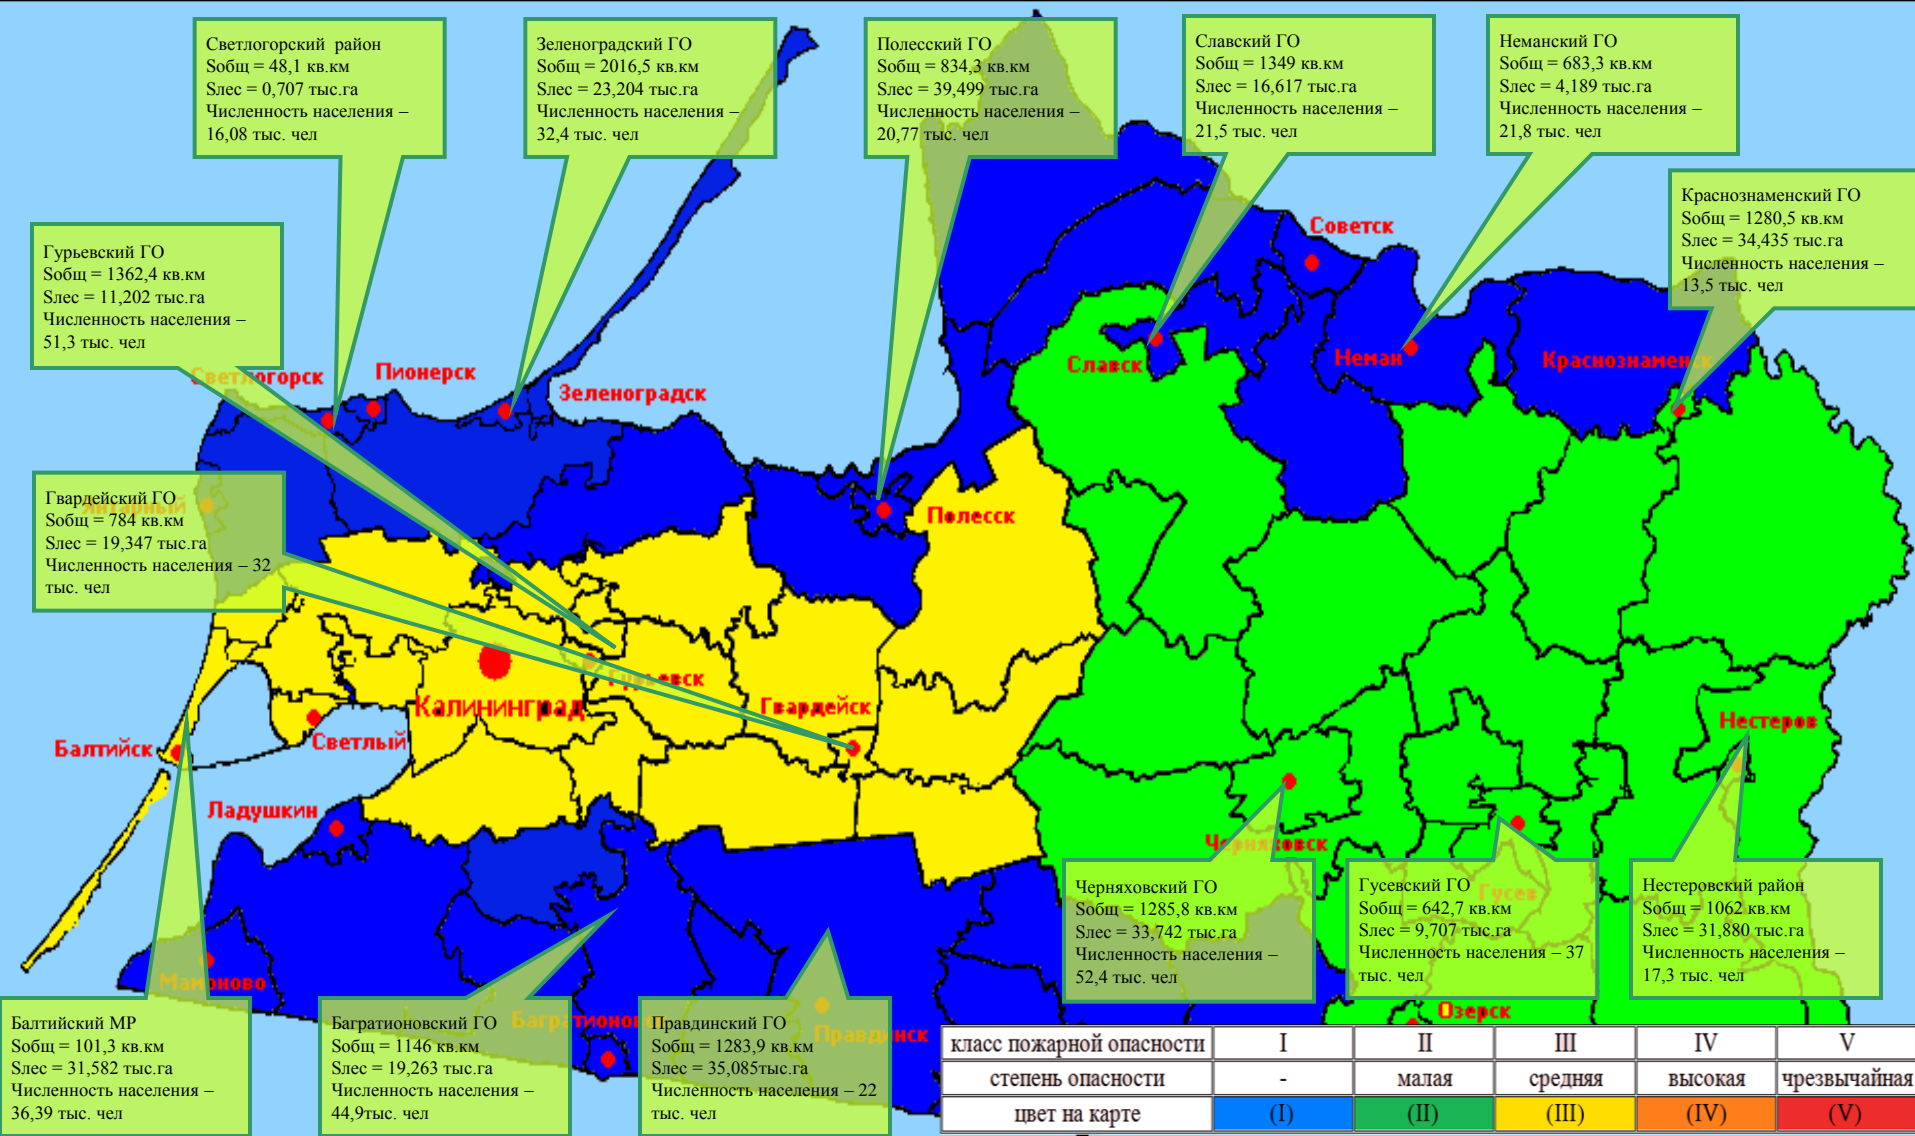 Светлогорский район
Sобщ = 48,1 кв.км
Sлес = 0,707 тыс.га
Численность населения –
16,08 тыс. чел
Зеленоградский ГО
Sобщ = 2016,5 кв.км
Sлес = 23,204 тыс.га
Численность населения –
32,4 тыс. чел
Полесский ГО
Sобщ = 834,3 кв.км
Sлес = 39,499 тыс.га
Численность населения –
20,77 тыс. чел
Славский ГО
Sобщ = 1349 кв.км
Sлес = 16,617 тыс.га
Численность населения –
21,5 тыс. чел
Неманский ГО
Sобщ = 683,3 кв.км
Sлес = 4,189 тыс.га
Численность населения –
21,8 тыс. чел
Краснознаменский ГО
Sобщ = 1280,5 кв.км
Sлес = 34,435 тыс.га
Численность населения –
13,5 тыс. чел
Гурьевский ГО
Sобщ = 1362,4 кв.км
Sлес = 11,202 тыс.га
Численность населения –
51,3 тыс. чел
Гвардейский ГО
Sобщ = 784 кв.км
Sлес = 19,347 тыс.га
Численность населения – 32
тыс. чел
Советск
Славск
Неман
Краснознаменск
Светлогорск
Пионерск
Зеленоградск
Янтарный
Полесск
Гурьевск
Калининград
Гвардейск
Светлый
Балтийск
Ладушкин
Нестеров
Черняховск
Гусев
Мамоново
Багратионовск
Правдинск
Озерск
Черняховский ГО
Sобщ = 1285,8 кв.км
Sлес = 33,742 тыс.га
Численность населения –
52,4 тыс. чел
Гусевский ГО
Sобщ = 642,7 кв.км
Sлес = 9,707 тыс.га
Численность населения – 37
тыс. чел
Нестеровский район
Sобщ = 1062 кв.км
Sлес = 31,880 тыс.га
Численность населения –
17,3 тыс. чел
Балтийский МР
Sобщ = 101,3 кв.км
Sлес = 31,582 тыс.га
Численность населения –
36,39 тыс. чел
Багратионовский ГО
Sобщ = 1146 кв.км
Sлес = 19,263 тыс.га
Численность населения –
44,9тыс. чел
Правдинский ГО
Sобщ = 1283,9 кв.км
Sлес = 35,085тыс.га
Численность населения – 22
тыс. чел
класс пожарной опасности I II III IV V
степень опасности - малая средняя высокая чрезвычайная
цвет на карте (I) (II) (III) (IV) (V)